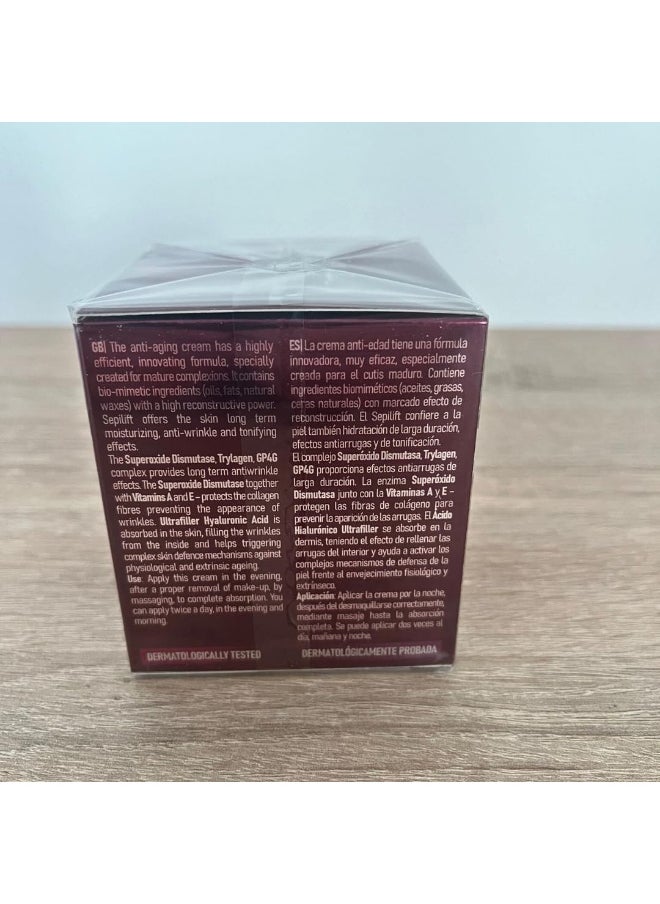 GB| The anti-aging cream has a highly
efficient, innovating formula, specially
created for mature complexions. It contains
bio-mimetic ingredients (oils, fats, natural
waxes) with a high reconstructive power.
Sepilift offers the skin long term
moisturizing, anti-wrinkle and tonifying
effects.
The Superoxide Dismutase, Trylagen, GP4G
complex provides long term antiwrinkle
effects. The Superoxide Dismutase together
with Vitamins A and E – protects the collagen
fibres preventing the appearance of
wrinkles. Ultrafiller Hyaluronic Acid is
absorbed in the skin, filling the wrinkles
from the inside and helps triggering
complex skin defence mechanisms against
physiological and extrinsic ageing.
Use: Apply this cream in the evening,
after a proper removal of make-up, by
massaging, to complete absorption. You
can apply twice a day, in the evening and
morning.
DERMATOLOGICALLY TESTED
ES| La crema anti-edad tiene una fórmula
innovadora, muy eficaz, especialmente
creada para el cutis maduro. Contiene
ingredientes biomiméticos (aceites, grasas,
ceras naturales) con marcado efecto de
reconstrucción. El Sepilift confiere a la
piel también hidratación de larga duración,
efectos antiarrugas y de tonificación.
El complejo Superóxido Dismutasa, Trylagen,
GP4G proporciona efectos antiarrugas de
larga duración. La enzima Superóxido
Dismutasa junto con la Vitaminas A y E –
protegen las fibras de colágeno para
prevenir la aparición de las arrugas. El Ácido
Hialurónico Ultrafiller se absorbe en la
dermis, teniendo el efecto de rellenar las
arrugas del interior y ayuda a activar los
complejos mecanismos de defensa de la
piel frente al envejecimiento fisiológico y
extrínseco.
Aplicación: Aplicar la crema por la noche,
después del desmaquillarse correctamente,
mediante masaje hasta la absorción
completa. Se puede aplicar dos veces al
día, mañana y noche.
DERMATOLÓGICAMENTE PROBADA